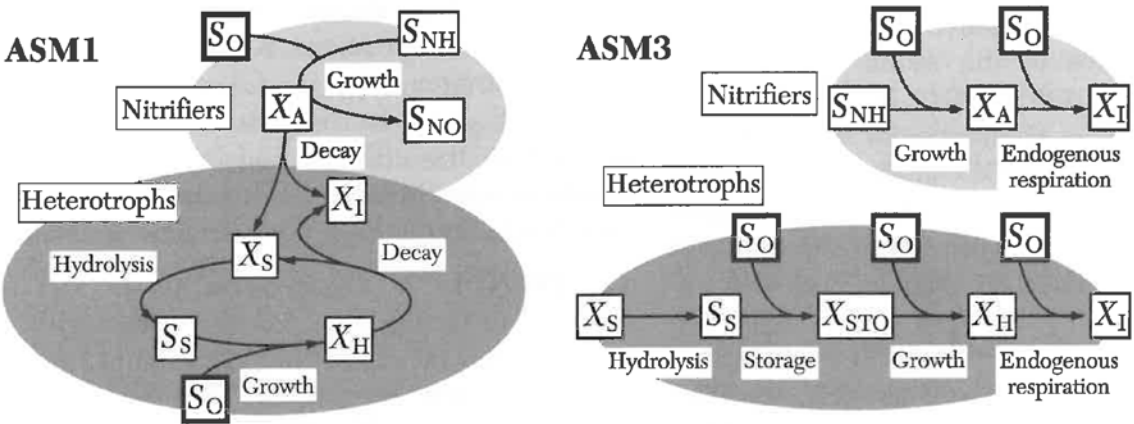 ASM1
S_O
S_NH
Growth
Nitrifiers
X_A
S_NO
Decay
Heterotrophs
X_I
X_S
Hydrolysis
Decay
S_S
X_H
Growth
S_O
ASM3
S_O
S_O
Nitrifiers
S_NH
X_A
X_I
Growth
Endogenous
respiration
Heterotrophs
S_O
S_O
S_O
X_S
S_S
X_STO
X_H
X_I
Hydrolysis
Storage
Growth
Endogenous
respiration